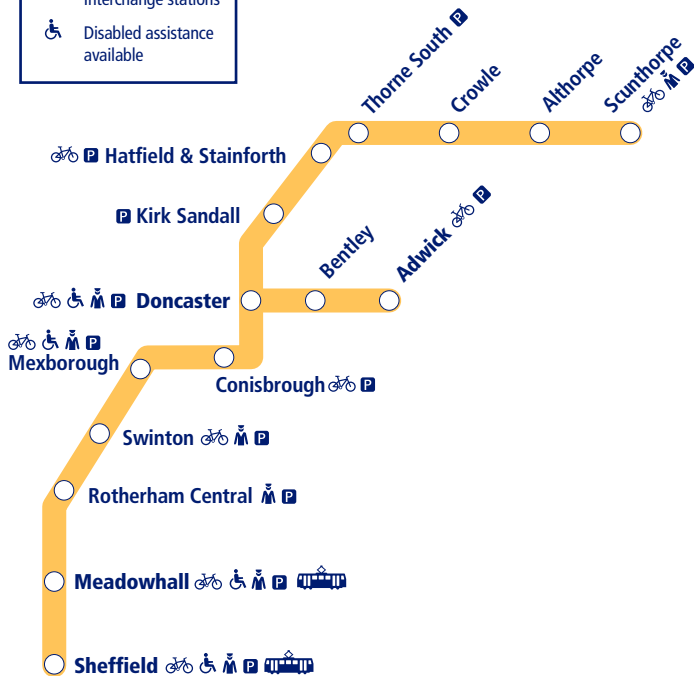 Interchange stations
Disabled assistance
available
Thorne South P
Crowle
Althorpe
Scunthorpe
P
P Hatfield & Stainforth
P Kirk Sandall
Bentley
Adwick P
P Doncaster
P
Mexborough
Conisbrough P
Swinton P
Rotherham Central P
Meadowhall P
Sheffield P